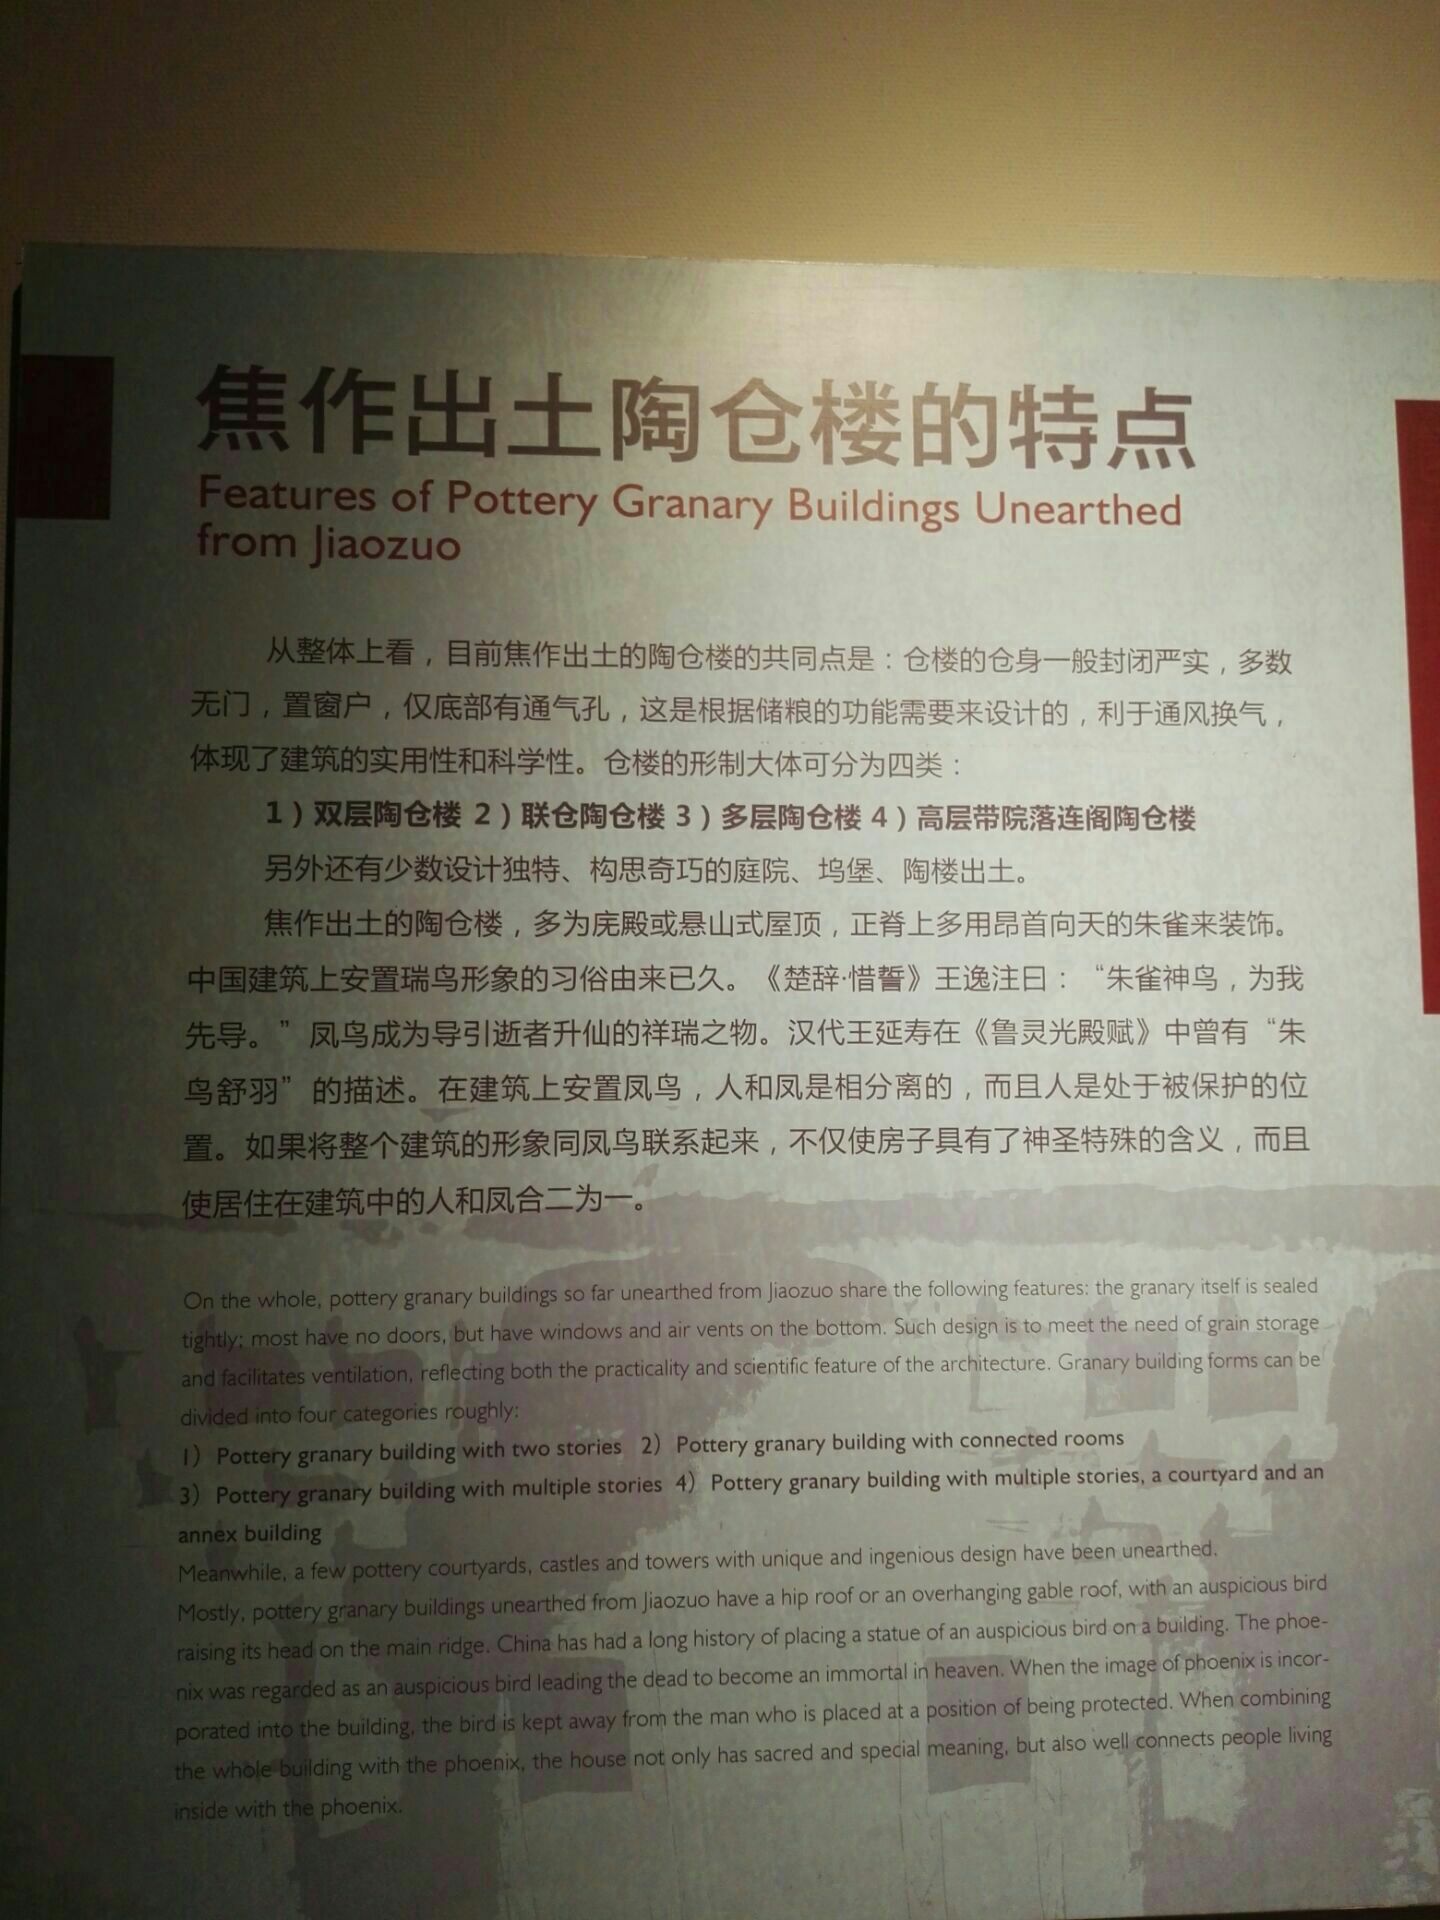 焦作出土陶仓楼的特点
Features of Pottery Granary Buildings Unearthed
from Jiaozuo
从整体上看，目前焦作出土的陶仓楼的共同点是：仓楼的仓身一般封闭严实，多数
无门，置窗户，仅底部有通气孔，这是根据储粮的功能需要来设计的，利于通风换气，
体现了建筑的实用性和科学性。仓楼的形制大体可分为四类：
1）双层陶仓楼 2）联仓陶仓楼 3）多层陶仓楼 4）高层带院落连阁陶仓楼
另外还有少数设计独特、构思奇巧的庭院、坞堡、陶楼出土。
焦作出土的陶仓楼，多为庑殿或悬山式屋顶，正脊上多用昂首向天的朱雀来装饰。
中国建筑上安置瑞鸟形象的习俗由来已久。《楚辞·惜誓》王逸注曰：“朱雀神鸟，为我
先导。”凤鸟成为导引逝者升仙的祥瑞之物。汉代王延寿在《鲁灵光殿赋》中曾有“朱
鸟舒羽”的描述。在建筑上安置凤鸟，人和凤是相分离的，而且人是处于被保护的位
置。如果将整个建筑的形象同凤鸟联系起来，不仅使房子具有了神圣特殊的含义，而且
使居住在建筑中的人和凤合二为一。
On the whole, pottery granary buildings so far unearthed from Jiaozuo share the following features: the granary itself is sealed
tightly; most have no doors, but have windows and air vents on the bottom. Such design is to meet the need of grain storage
and facilitates ventilation, reflecting both the practicality and scientific feature of the architecture. Granary building forms can be
divided into four categories roughly:
1）Pottery granary building with two stories 2）Pottery granary building with connected rooms
3）Pottery granary building with multiple stories 4）Pottery granary building with multiple stories, a courtyard and an
annex building
Meanwhile, a few pottery courtyards, castles and towers with unique and ingenious design have been unearthed.
Mostly, pottery granary buildings unearthed from Jiaozuo have a hip roof or an overhanging gable roof, with an auspicious bird
raising its head on the main ridge. China has had a long history of placing a statue of an auspicious bird on a building. The phoe-
nix was regarded as an auspicious bird leading the dead to become an immortal in heaven. When the image of phoenix is incor-
porated into the building, the bird is kept away from the man who is placed at a position of being protected. When combining
the whole building with the phoenix, the house not only has sacred and special meaning, but also well connects people living
inside with the phoenix.